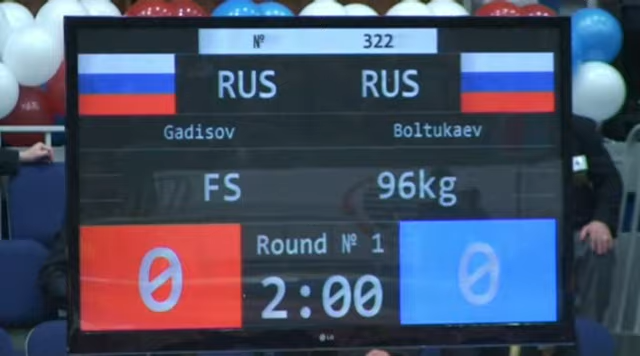 № 322
RUS RUS
Gadisov Boltukaev
FS 96kg
Round № 1
0 2:00 0
LG